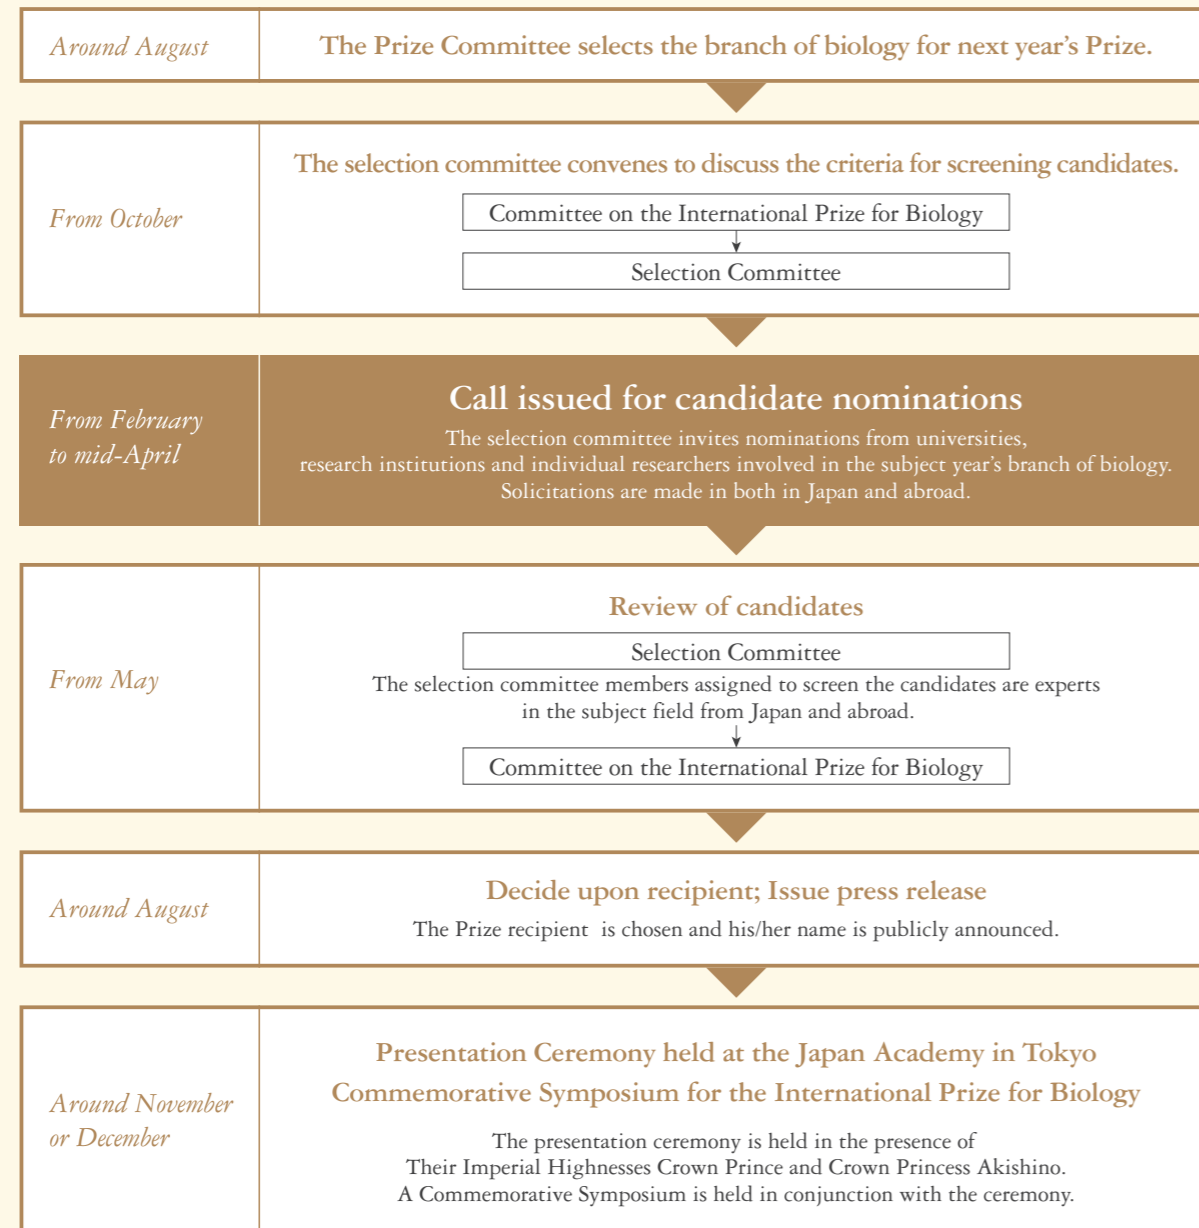 Around August
The Prize Committee selects the branch of biology for next year’s Prize.
From October
The selection committee convenes to discuss the criteria for screening candidates.
Committee on the International Prize for Biology
Selection Committee
From February
to mid-April
Call issued for candidate nominations
The selection committee invites nominations from universities,
research institutions and individual researchers involved in the subject year’s branch of biology.
Solicitations are made in both in Japan and abroad.
From May
Review of candidates
Selection Committee
The selection committee members assigned to screen the candidates are experts
in the subject field from Japan and abroad.
Committee on the International Prize for Biology
Around August
Decide upon recipient; Issue press release
The Prize recipient is chosen and his/her name is publicly announced.
Around November
or December
Presentation Ceremony held at the Japan Academy in Tokyo
Commemorative Symposium for the International Prize for Biology
The presentation ceremony is held in the presence of
Their Imperial Highnesses Crown Prince and Crown Princess Akishino.
A Commemorative Symposium is held in conjunction with the ceremony.